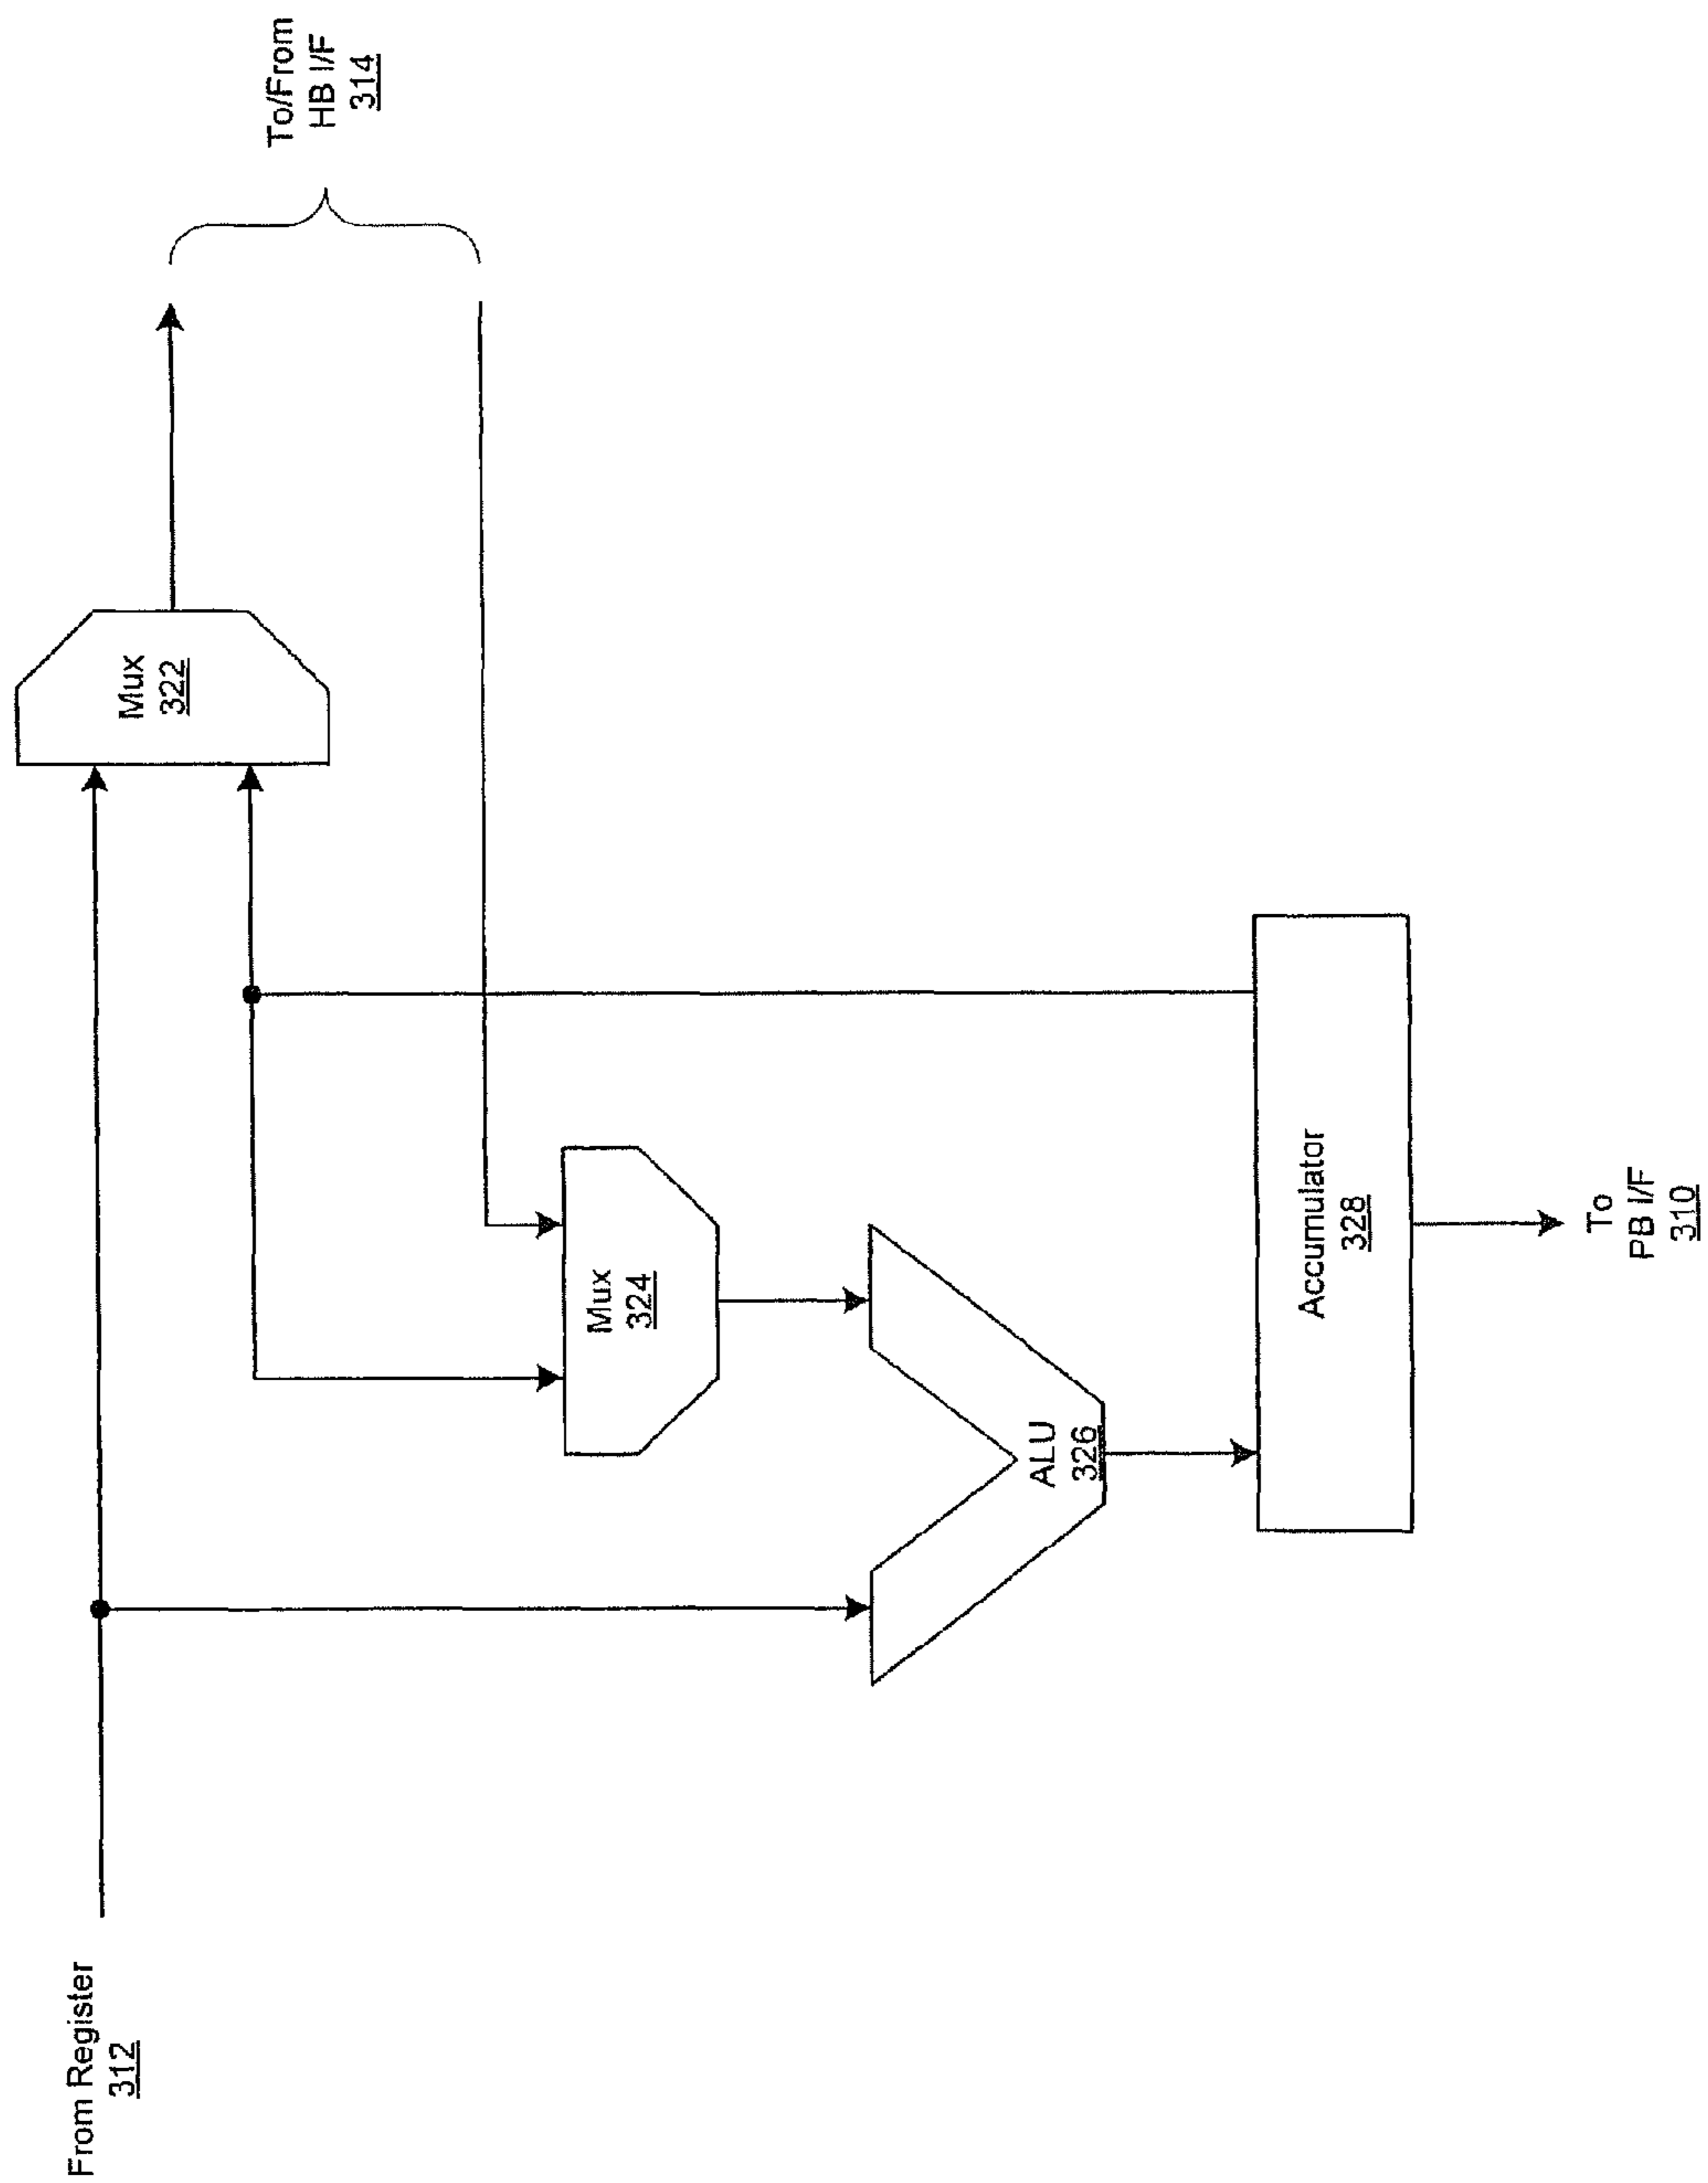 From Register
312
Mux
322
To/From
HB I/F
314
Mux
324
ALU
326
Accumulator
328
To
PB I/F
310